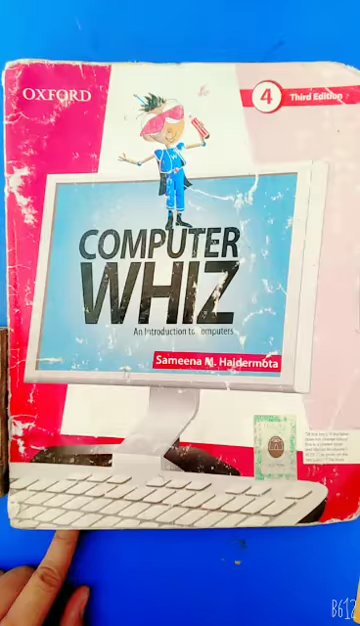 OXFORD
4 Third Edition
COMPUTER
WHIZ
An Introduction to Computers
Sameena M. Haidermota
B612